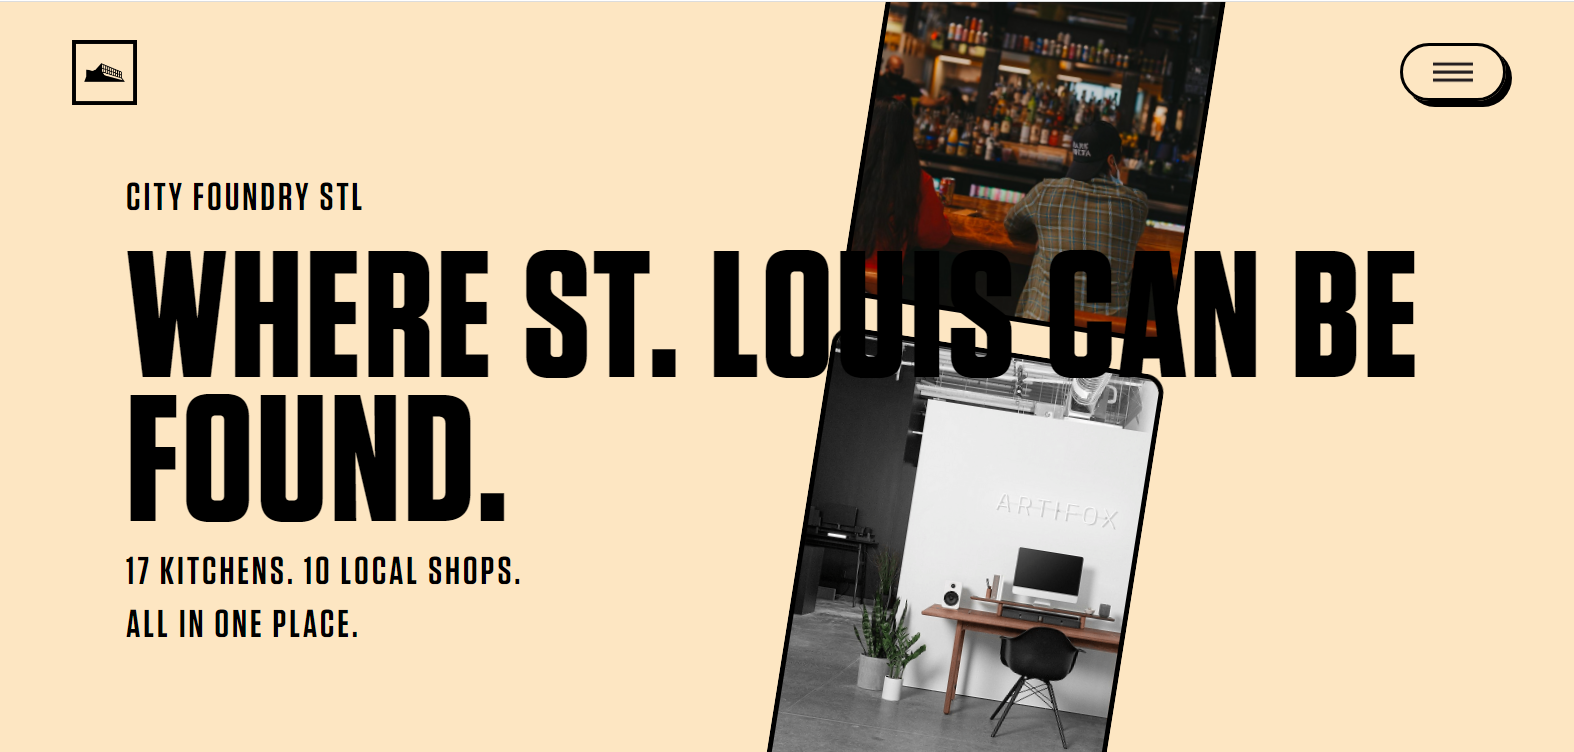 CITY FOUNDRY STL
WHERE ST. LOUIS CAN BE
FOUND.
17 KITCHENS. 10 LOCAL SHOPS.
ALL IN ONE PLACE.
ARTIFOX